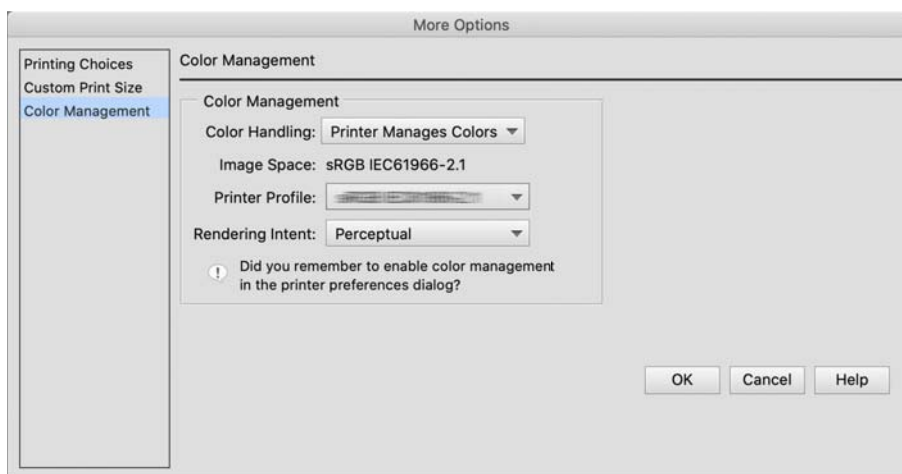 More Options
Printing Choices
Custom Print Size
Color Management
Color Management
Color Management
Color Handling: Printer Manages Colors
Image Space: sRGB IEC61966-2.1
Printer Profile:
Rendering Intent: Perceptual
! Did you remember to enable color management
in the printer preferences dialog?
OK Cancel Help